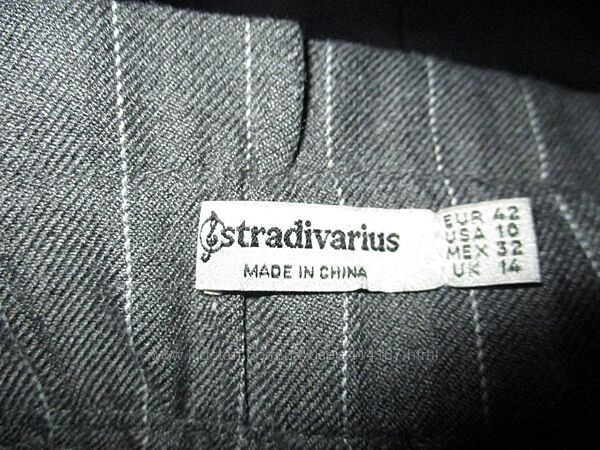 stradivarius
MADE IN CHINA
EUR 42
USA 10
MEX 32
UK 14